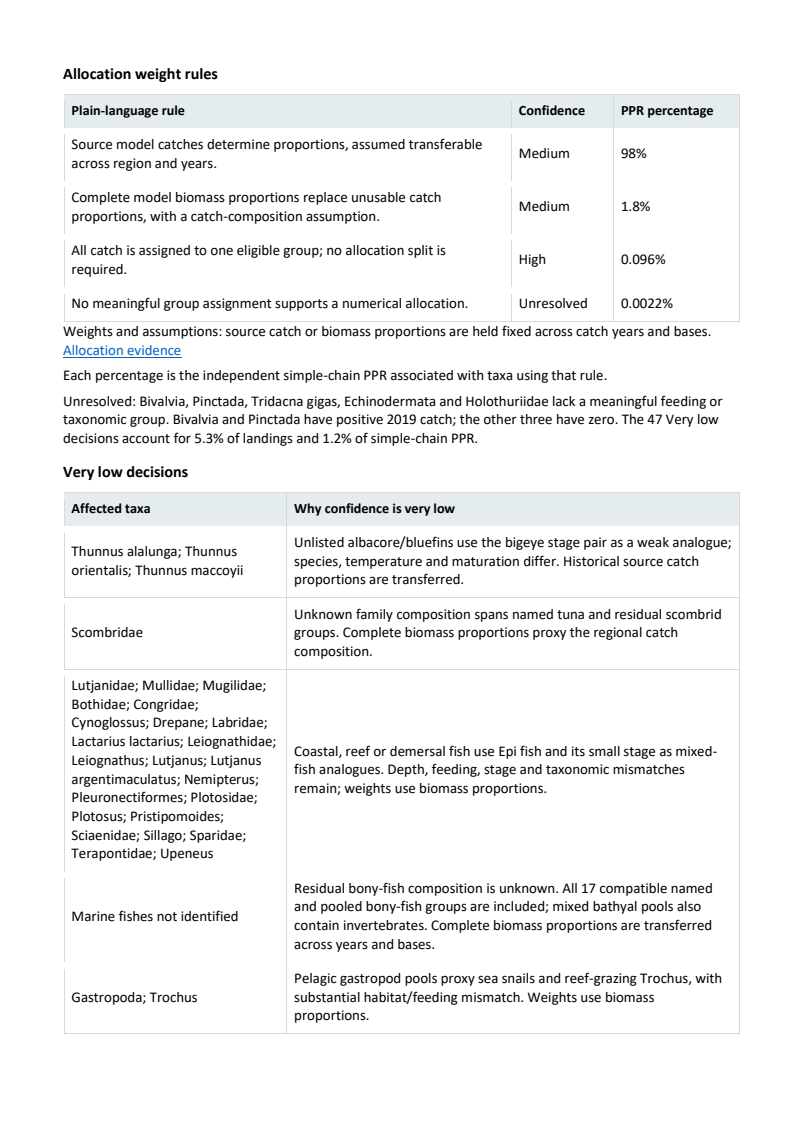 Allocation weight rules
Plain-language rule Confidence PPR percentage
Source model catches determine proportions, assumed transferable
across region and years.
Medium 98%
Complete model biomass proportions replace unusable catch
proportions, with a catch-composition assumption.
Medium 1.8%
All catch is assigned to one eligible group; no allocation split is
required.
High 0.096%
No meaningful group assignment supports a numerical allocation. Unresolved 0.0022%
Weights and assumptions: source catch or biomass proportions are held fixed across catch years and bases.
Allocation evidence
Each percentage is the independent simple-chain PPR associated with taxa using that rule.
Unresolved: Bivalvia, Pinctada, Tridacna gigas, Echinodermata and Holothuriidae lack a meaningful feeding or
taxonomic group. Bivalvia and Pinctada have positive 2019 catch; the other three have zero. The 47 Very low
decisions account for 5.3% of landings and 1.2% of simple-chain PPR.
Very low decisions
Affected taxa Why confidence is very low
Thunnus alalunga; Thunnus
orientalis; Thunnus maccoyii
Unlisted albacore/bluefins use the bigeye stage pair as a weak analogue;
species, temperature and maturation differ. Historical source catch
proportions are transferred.
Scombridae
Unknown family composition spans named tuna and residual scombrid
groups. Complete biomass proportions proxy the regional catch
composition.
Lutjanidae; Mullidae; Mugilidae;
Bothidae; Congridae;
Cynoglossus; Drepane; Labridae;
Lactarius lactarius; Leiognathidae;
Leiognathus; Lutjanus; Lutjanus
argentimaculatus; Nemipterus;
Pleuronectiformes; Plotosidae;
Plotosus; Pristipomoides;
Sciaenidae; Sillago; Sparidae;
Terapontidae; Upeneus
Coastal, reef or demersal fish use Epi fish and its small stage as mixed-
fish analogues. Depth, feeding, stage and taxonomic mismatches
remain; weights use biomass proportions.
Marine fishes not identified
Residual bony-fish composition is unknown. All 17 compatible named
and pooled bony-fish groups are included; mixed bathyal pools also
contain invertebrates. Complete biomass proportions are transferred
across years and bases.
Gastropoda; Trochus
Pelagic gastropod pools proxy sea snails and reef-grazing Trochus, with
substantial habitat/feeding mismatch. Weights use biomass
proportions.